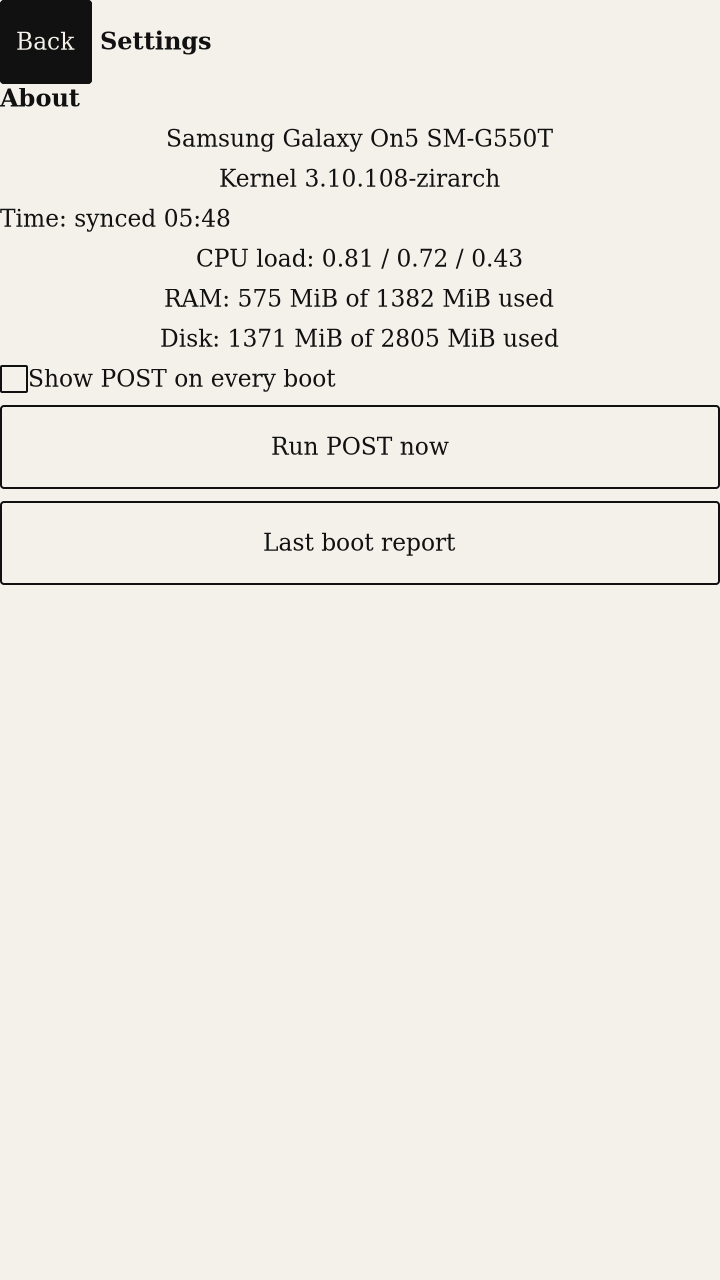 Back Settings
About
Samsung Galaxy On5 SM-G550T
Kernel 3.10.108-zirarch
Time: synced 05:48
CPU load: 0.81 / 0.72 / 0.43
RAM: 575 MiB of 1382 MiB used
Disk: 1371 MiB of 2805 MiB used
Show POST on every boot
Run POST now
Last boot report